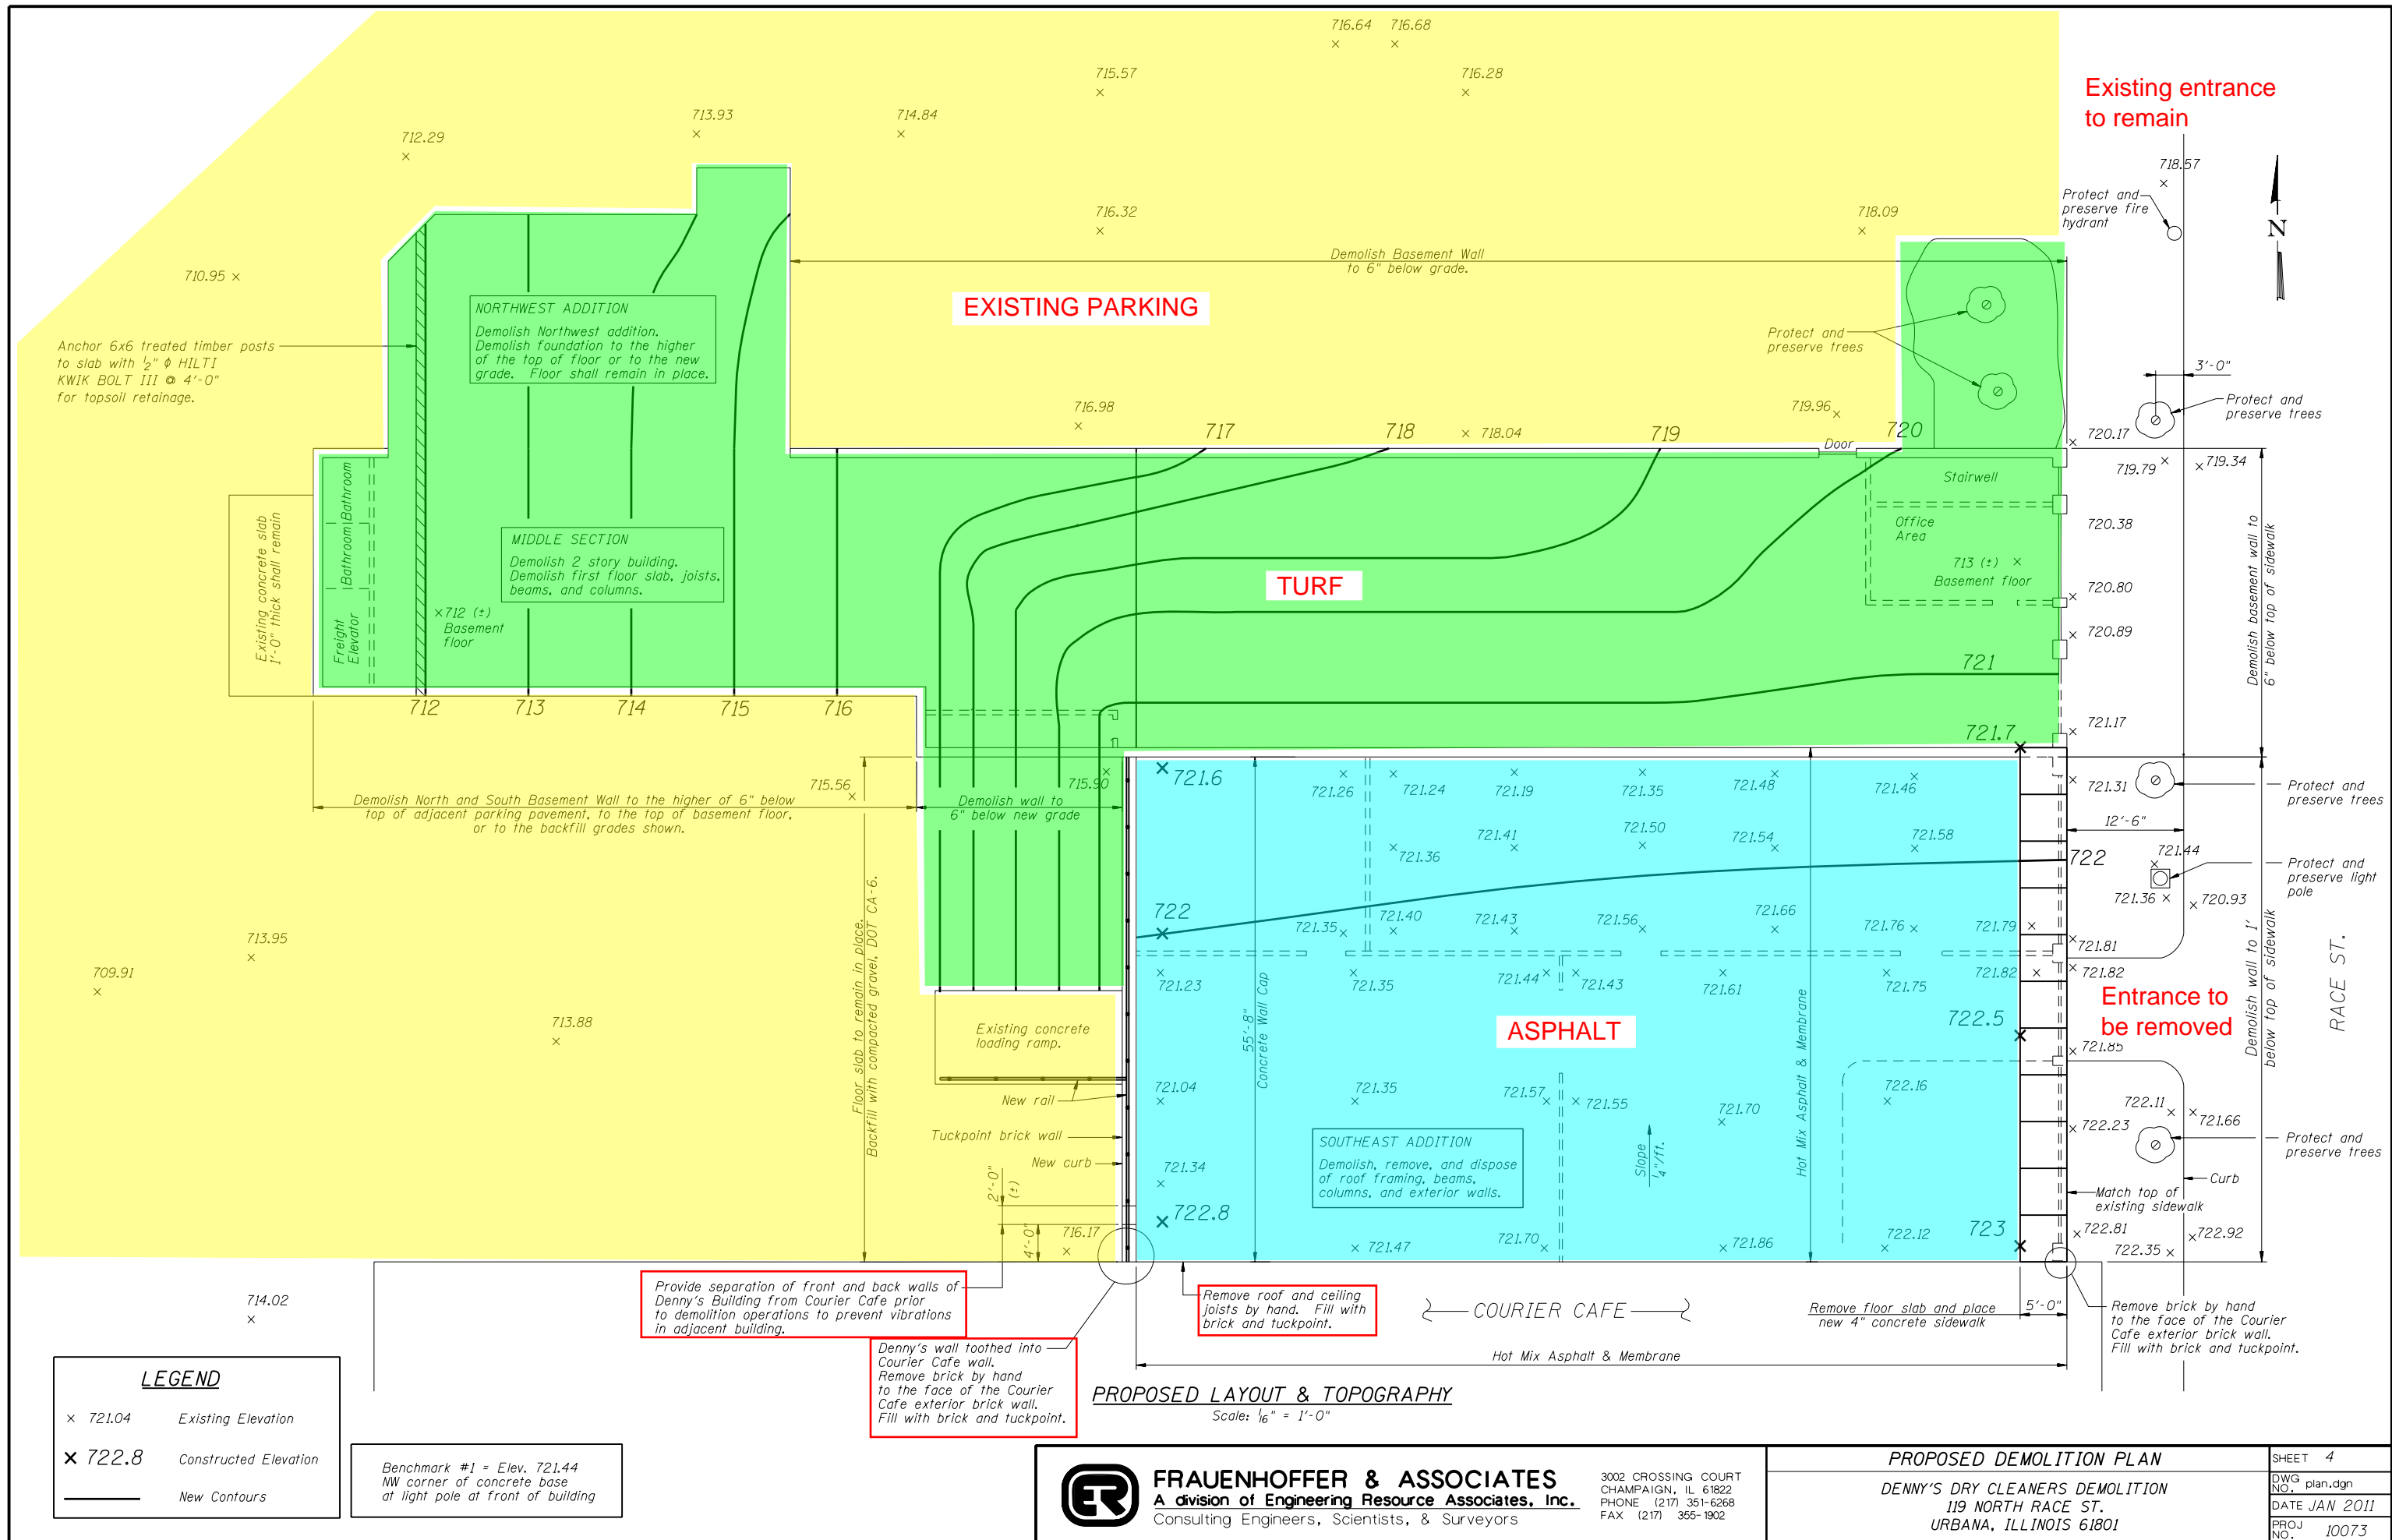 716.64 716.68
715.57
716.28
713.93
714.84
712.29
Existing entrance
to remain
718.57
Protect and
preserve fire
hydrant
N
716.32
718.09
710.95
Demolish Basement Wall
to 6" below grade.
NORTHWEST ADDITION
Demolish Northwest addition.
Demolish foundation to the higher
of the top of floor or to the new
grade. Floor shall remain in place.
EXISTING PARKING
Anchor 6x6 treated timber posts
to slab with 1/2" φ HILTI
KWIK BOLT III @ 4'-0"
for topsoil retainage.
Protect and
preserve trees
3'-0"
Protect and
preserve trees
716.98
719.96
717
718
718.04
719
Door
720
720.17
719.79
719.34
Bathroom
Bathroom
Freight
Elevator
Existing concrete slab
1'-0" thick shall remain
Stairwell
Office
Area
720.38
MIDDLE SECTION
Demolish 2 story building.
Demolish first floor slab, joists,
beams, and columns.
713 (±)
Basement floor
TURF
720.80
712 (±)
Basement
floor
720.89
Demolish basement wall to
6" below top of sidewalk
721
712
713
714
715
716
721.7
721.17
721.6
715.56
715.90
721.26
721.24
721.19
721.35
721.48
721.46
721.31
Protect and
preserve trees
Demolish North and South Basement Wall to the higher of 6" below
top of adjacent parking pavement, to the top of basement floor,
or to the backfill grades shown.
Demolish wall to
6" below new grade
12'-6"
721.41
721.50
721.54
721.58
721.36
722
721.44
Protect and
preserve light
pole
721.36
720.93
722
721.35
721.40
721.43
721.56
721.66
721.76
721.79
721.81
713.95
709.91
721.23
721.35
721.44
721.43
721.61
721.75
721.82
721.82
Floor slab to remain in place.
Backfill with compacted gravel, DOT CA-6.
55'-8"
Concrete Wall Cap
Hot Mix Asphalt & Membrane
Entrance to
be removed
Demolish wall to 1'
below top of sidewalk
RACE ST.
713.88
Existing concrete
loading ramp.
ASPHALT
722.5
721.85
New rail
721.04
721.35
721.57
721.55
721.70
722.16
722.11
721.66
722.23
Tuckpoint brick wall
New curb
SOUTHEAST ADDITION
Demolish, remove, and dispose
of roof framing, beams,
columns, and exterior walls.
Slope
1/4"/ft.
Protect and
preserve trees
721.34
2'-0"
(±)
Curb
Match top of
existing sidewalk
722.8
4'-0"
716.17
723
721.47
721.70
721.86
722.12
722.81
722.92
722.35
Provide separation of front and back walls of
Denny's Building from Courier Cafe prior
to demolition operations to prevent vibrations
in adjacent building.
Remove roof and ceiling
joists by hand. Fill with
brick and tuckpoint.
COURIER CAFE
Remove floor slab and place
new 4" concrete sidewalk
5'-0"
Remove brick by hand
to the face of the Courier
Cafe exterior brick wall.
Fill with brick and tuckpoint.
714.02
Denny's wall toothed into
Courier Cafe wall.
Remove brick by hand
to the face of the Courier
Cafe exterior brick wall.
Fill with brick and tuckpoint.
Hot Mix Asphalt & Membrane
PROPOSED LAYOUT & TOPOGRAPHY
Scale: 1/16" = 1'-0"
LEGEND
721.04 Existing Elevation
722.8 Constructed Elevation
New Contours
Benchmark #1 = Elev. 721.44
NW corner of concrete base
at light pole at front of building
ER
FRAUENHOFFER & ASSOCIATES
A division of Engineering Resource Associates, Inc.
Consulting Engineers, Scientists, & Surveyors
3002 CROSSING COURT
CHAMPAIGN, IL 61822
PHONE (217) 351-6268
FAX (217) 355-1902
PROPOSED DEMOLITION PLAN
DENNY'S DRY CLEANERS DEMOLITION
119 NORTH RACE ST.
URBANA, ILLINOIS 61801
SHEET 4
DWG NO. plan.dgn
DATE JAN 2011
PROJ NO. 10073